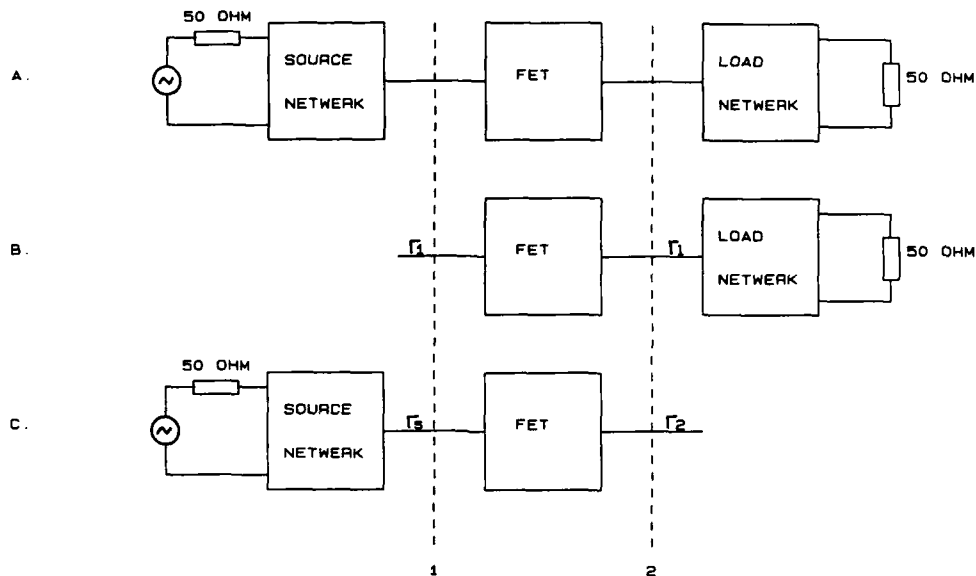 50 OHM
A.
SOURCE
NETWERK
FET
LOAD
NETWERK
50 OHM
B.
Γ1
FET
Γ1
LOAD
NETWERK
50 OHM
50 OHM
C.
SOURCE
NETWERK
Γs
FET
Γ2
1
2